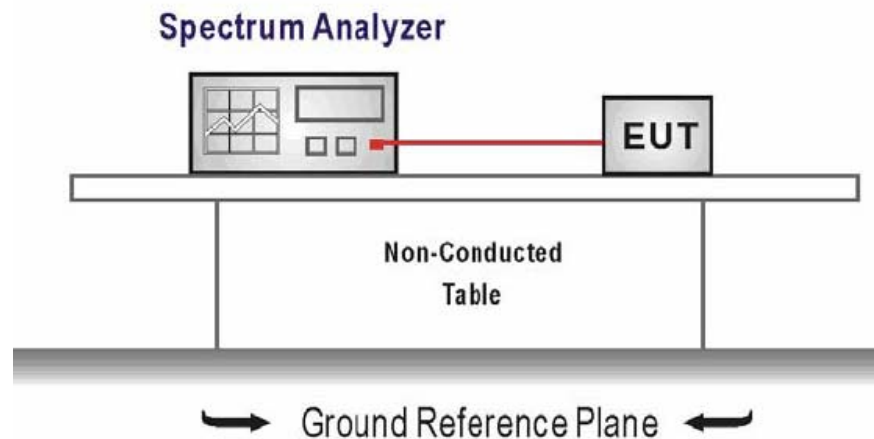 Spectrum Analyzer
EUT
Non-Conducted
Table
Ground Reference Plane